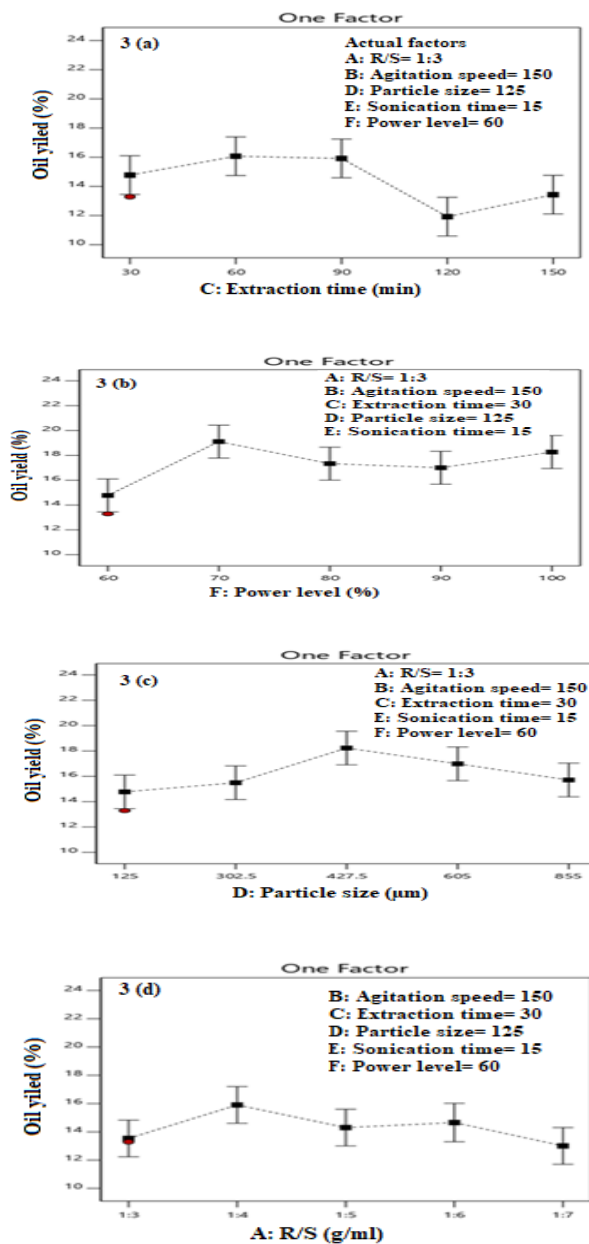 One Factor
3 (a)
Actual factors
A: R/S= 1:3
B: Agitation speed= 150
D: Particle size= 125
E: Sonication time= 15
F: Power level= 60
Oil yiled (%)
24
22
20
18
16
14
12
10
30 60 90 120 150
C: Extraction time (min)
One Factor
3 (b)
A: R/S= 1:3
B: Agitation speed= 150
C: Extraction time= 30
D: Particle size= 125
E: Sonication time= 15
Oil yield (%)
24
22
20
18
16
14
12
10
60 70 80 90 100
F: Power level (%)
One Factor
3 (c)
A: R/S= 1:3
B: Agitation speed= 150
C: Extraction time= 30
E: Sonication time= 15
F: Power level= 60
Oil yield (%)
24
22
20
18
16
14
12
10
125 302.5 427.5 605 855
D: Particle size (μm)
One Factor
3 (d)
B: Agitation speed= 150
C: Extraction time= 30
D: Particle size= 125
E: Sonication time= 15
F: Power level= 60
Oil yiled (%)
24
22
20
18
16
14
12
10
1:3 1:4 1:5 1:6 1:7
A: R/S (g/ml)